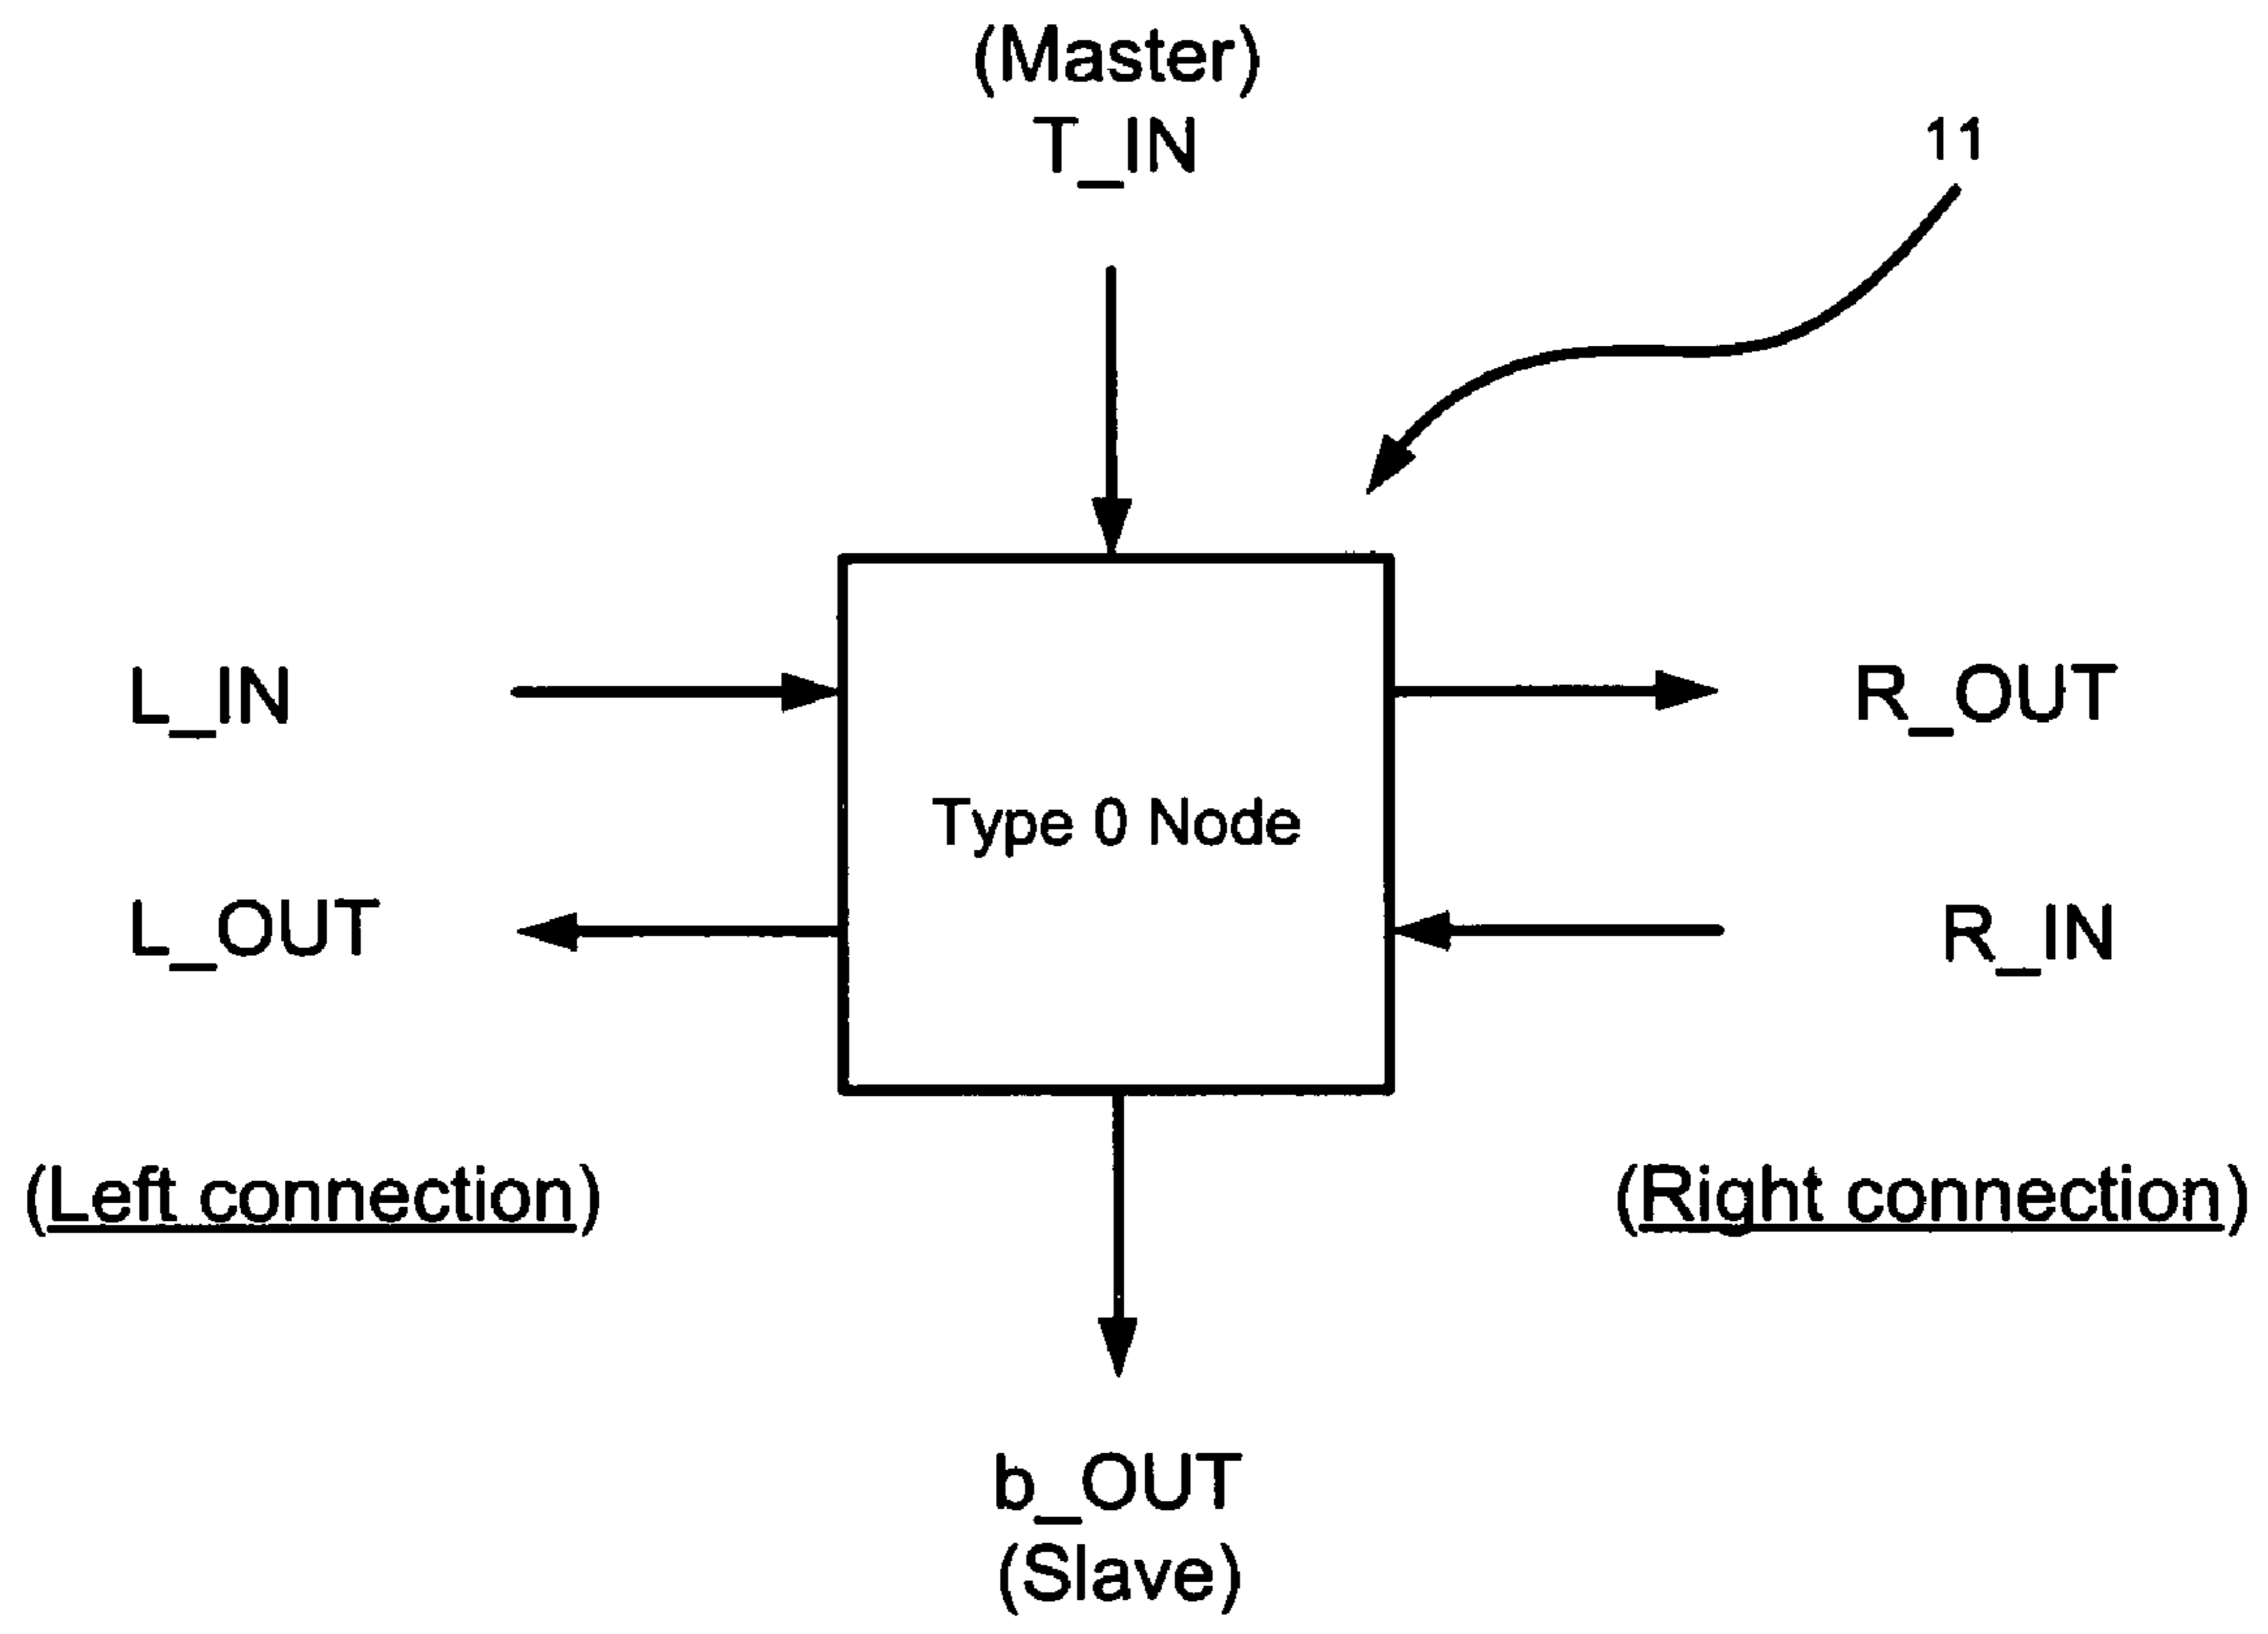 (Master)
T_IN
11
L_IN
R_OUT
Type 0 Node
L_OUT
R_IN
(Left connection)
(Right connection)
b_OUT
(Slave)